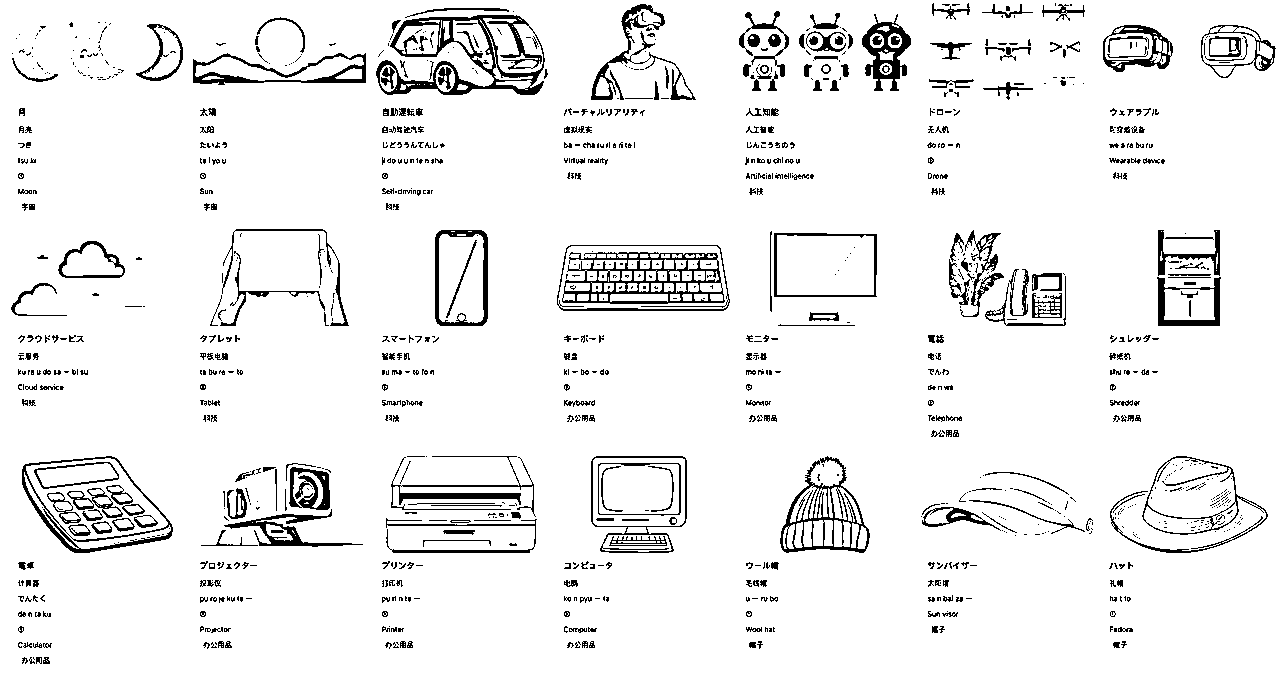 月
月亮
つき
tsu ki
Moon
宇宙
太陽
太阳
たいよう
ta i yo u
Sun
宇宙
自動運転車
自动驾驶汽车
じどううんてんしゃ
ji do u u n te n sha
Self-driving car
科技
バーチャルリアリティ
虚拟现实
ba ー cha ru ri a ri te i
Virtual reality
科技
人工知能
人工智能
じんこうちのう
ji n ko u chi no u
Artificial intelligence
科技
ドローン
无人机
do ro ー n
Drone
科技
ウェアラブル
可穿戴设备
we a ra bu ru
Wearable device
科技
クラウドサービス
云服务
ku ra u do sa ー bi su
Cloud service
科技
タブレット
平板电脑
ta bu re ー to
Tablet
科技
スマートフォン
智能手机
su ma ー to fo n
Smartphone
科技
キーボード
键盘
ki ー bo ー do
Keyboard
办公用品
モニター
显示器
mo ni ta ー
Monitor
办公用品
電話
电话
でんわ
de n wa
Telephone
办公用品
シュレッダー
碎纸机
shu re ー da ー
Shredder
办公用品
電卓
计算器
でんたく
de n ta ku
Calculator
办公用品
プロジェクター
投影仪
pu ro je ku ta ー
Projector
办公用品
プリンター
打印机
pu ri n ta ー
Printer
办公用品
コンピュータ
电脑
ko n pyu ー ta
Computer
办公用品
ウール帽
毛线帽
u ー ru bo
Wool hat
帽子
サンバイザー
太阳帽
sa n bai za ー
Sun visor
帽子
ハット
礼帽
ha t to
Fedora
帽子